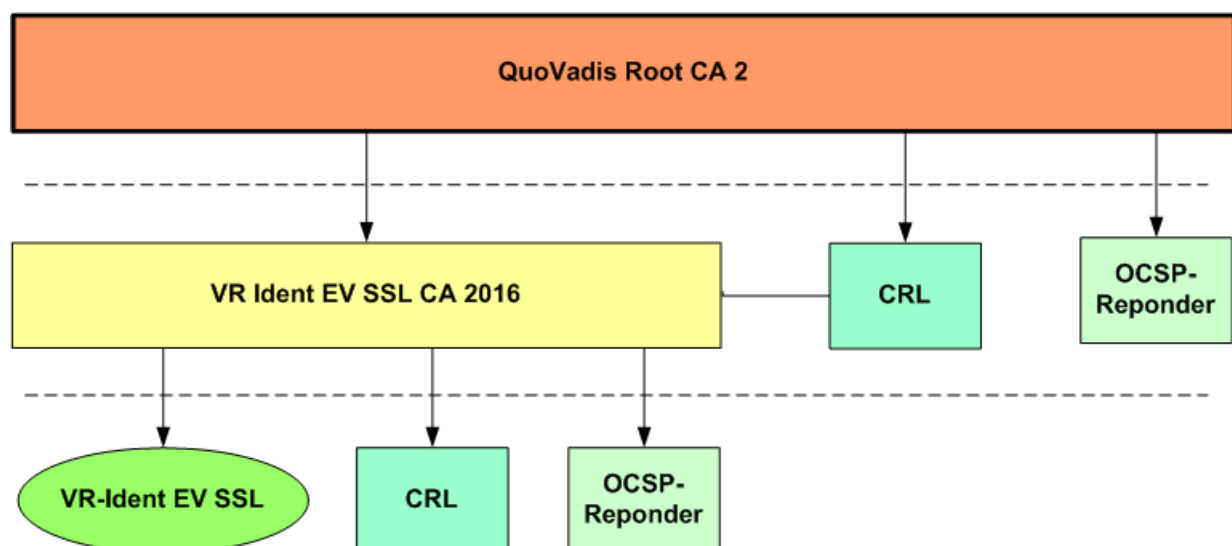 QuoVadis Root CA 2
VR Ident EV SSL CA 2016
CRL
OCSP-
Reponder
VR-Ident EV SSL
CRL
OCSP-
Reponder